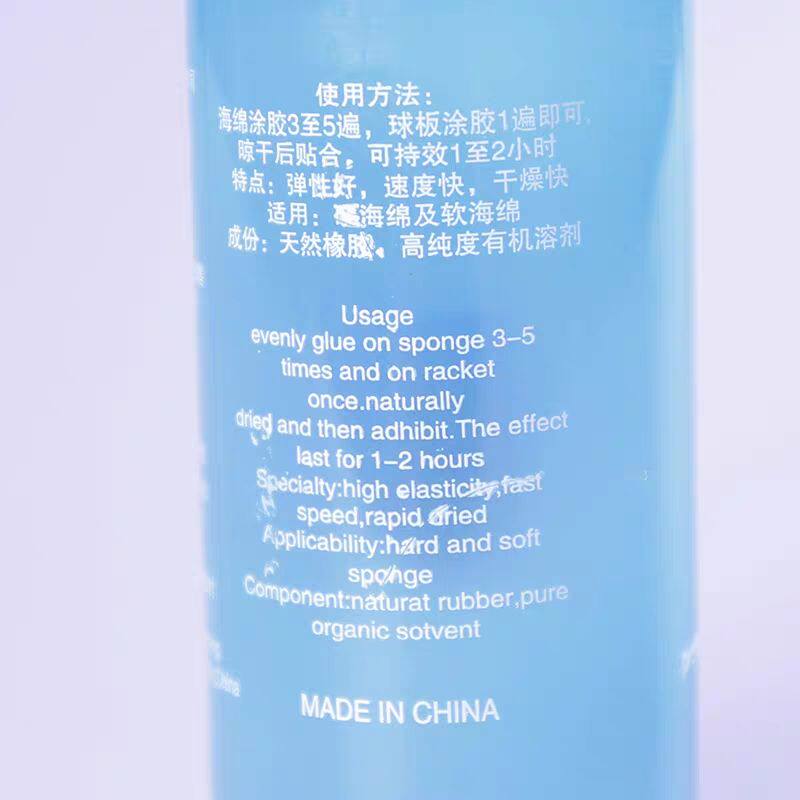 使用方法：
海绵涂胶3至5遍，球板涂胶1遍即可，
晾干后贴合。可持效1至2小时
特点：弹性好，速度快，干燥快
适用：海绵及软海绵
成份：天然橡胶、高纯度有机溶剂
Usage
evenly glue on sponge 3-5
times and on racket
once.naturally
dried and then adhibit.The effect
last for 1-2 hours
Specialty:high elasticity,fast
speed,rapid dried
Applicability:hard and soft
sponge
Component:naturat rubber,pure
organic sotvent
MADE IN CHINA